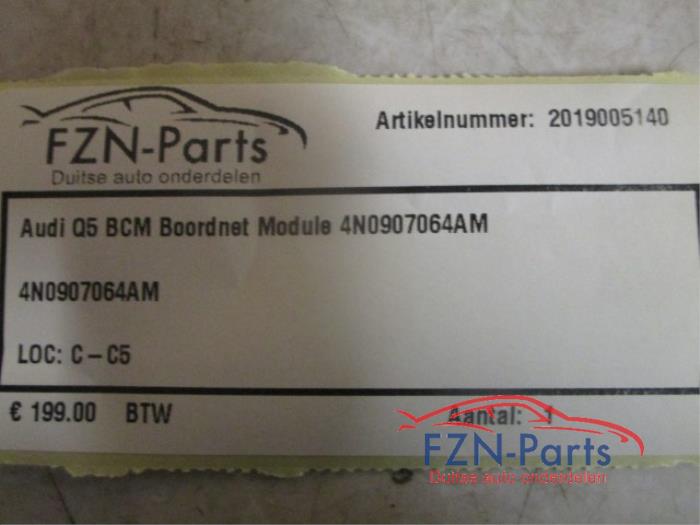 FZN-Parts
Duitse auto onderdelen
Artikelnummer: 2019005140
Audi Q5 BCM Boordnet Module 4N0907064AM
4N0907064AM
LOC: C - C5
€ 199.00 BTW
Aantal: 1
FZN-Parts
Duitse auto onderdelen